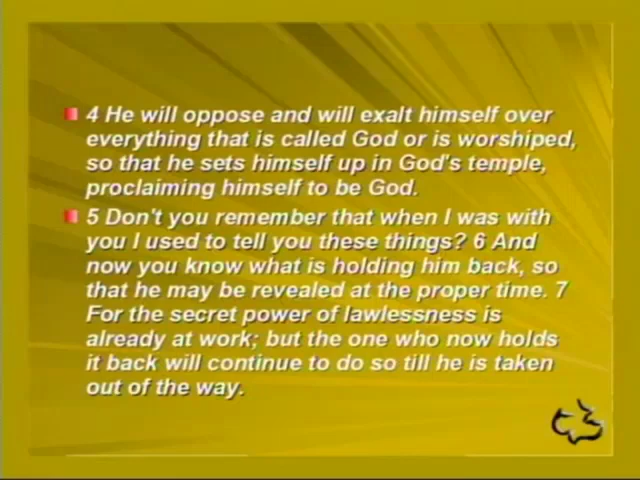 4 He will oppose and will exalt himself over
everything that is called God or is worshiped,
so that he sets himself up in God's temple,
proclaiming himself to be God.
5 Don't you remember that when I was with
you I used to tell you these things? 6 And
now you know what is holding him back, so
that he may be revealed at the proper time. 7
For the secret power of lawlessness is
already at work; but the one who now holds
it back will continue to do so till he is taken
out of the way.